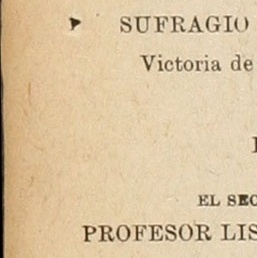 SUFRAGIO
Victoria de
EL SEC
PROFESOR LIS